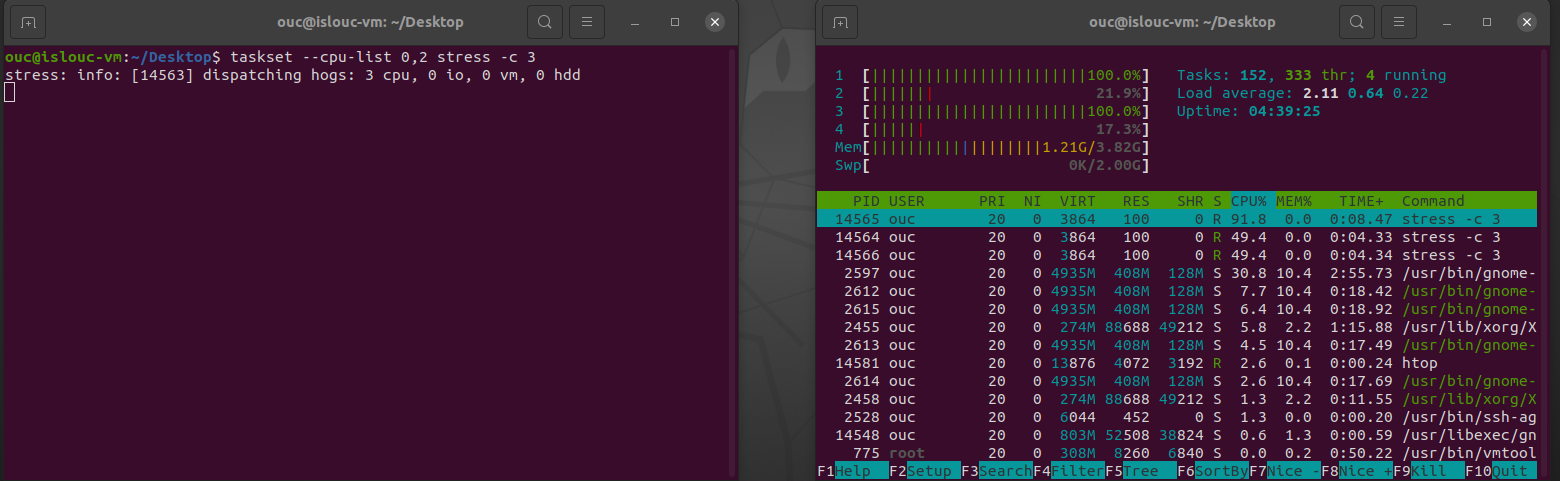 ouc@islouc-vm: ~/Desktop
ouc@islouc-vm:~/Desktop$ taskset --cpu-list 0,2 stress -c 3
stress: info: [14563] dispatching hogs: 3 cpu, 0 io, 0 vm, 0 hdd
ouc@islouc-vm: ~/Desktop
1 [||||||||||||||||||||||||100.0%] Tasks: 152, 333 thr; 4 running
2 [||||||| 21.9%] Load average: 2.11 0.64 0.22
3 [||||||||||||||||||||||||100.0%] Uptime: 04:39:25
4 [|||||| 17.3%]
Mem[|||||||||||||||||||1.21G/3.82G]
Swp[ 0K/2.00G]
PID USER PRI NI VIRT RES SHR S CPU% MEM% TIME+ Command
14565 ouc 20 0 3864 100 0 R 91.8 0.0 0:08.47 stress -c 3
14564 ouc 20 0 3864 100 0 R 49.4 0.0 0:04.33 stress -c 3
14566 ouc 20 0 3864 100 0 R 49.4 0.0 0:04.34 stress -c 3
2597 ouc 20 0 4935M 408M 128M S 30.8 10.4 2:55.73 /usr/bin/gnome-
2612 ouc 20 0 4935M 408M 128M S 7.7 10.4 0:18.42 /usr/bin/gnome-
2615 ouc 20 0 4935M 408M 128M S 6.4 10.4 0:18.92 /usr/bin/gnome-
2455 ouc 20 0 274M 88688 49212 S 5.8 2.2 1:15.88 /usr/lib/xorg/X
2613 ouc 20 0 4935M 408M 128M S 4.5 10.4 0:17.49 /usr/bin/gnome-
14581 ouc 20 0 13876 4072 3192 R 2.6 0.1 0:00.24 htop
2614 ouc 20 0 4935M 408M 128M S 2.6 10.4 0:17.69 /usr/bin/gnome-
2458 ouc 20 0 274M 88688 49212 S 1.3 2.2 0:11.55 /usr/lib/xorg/X
2528 ouc 20 0 6044 452 0 S 1.3 0.0 0:00.20 /usr/bin/ssh-ag
14548 ouc 20 0 803M 52508 38824 S 0.6 1.3 0:00.59 /usr/libexec/gn
775 root 20 0 308M 8260 6840 S 0.0 0.2 0:50.22 /usr/bin/vmtool
F1Help F2Setup F3SearchF4FilterF5Tree F6SortByF7Nice -F8Nice +F9Kill F10Quit